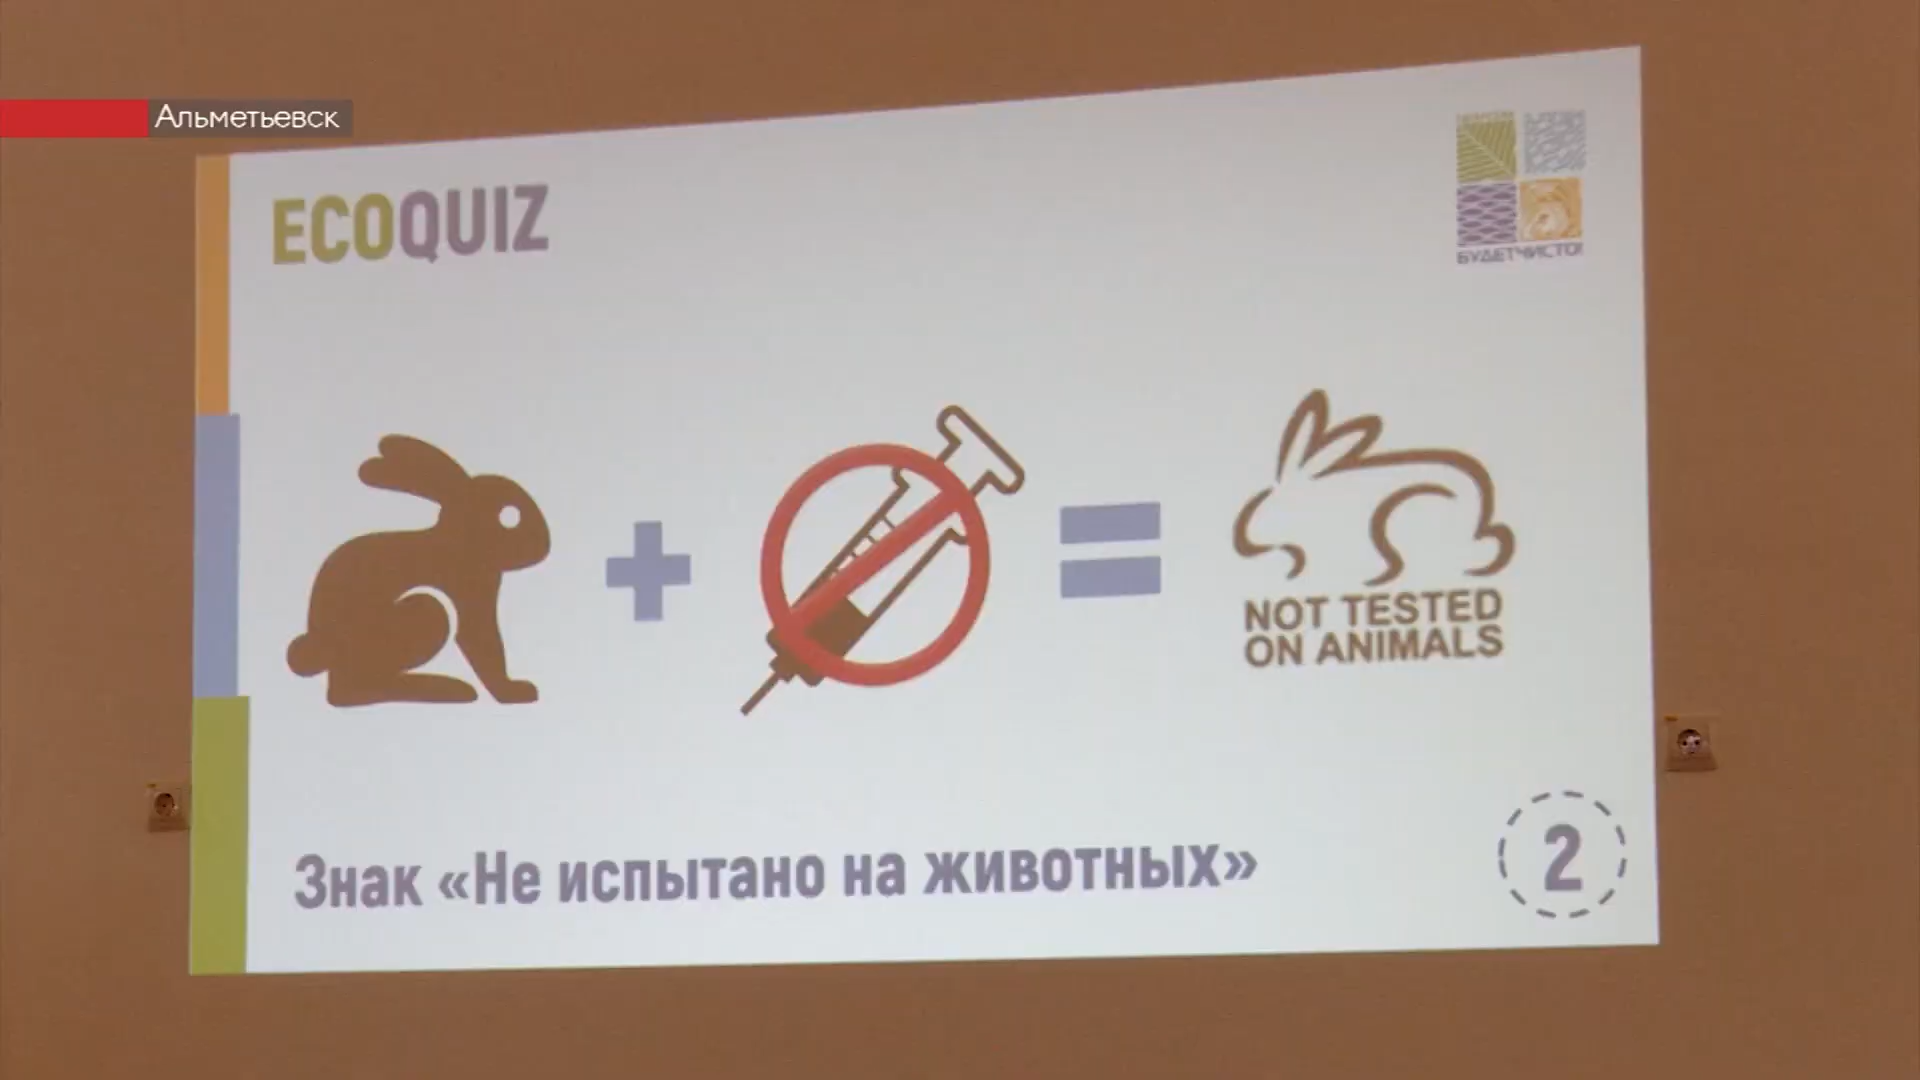 Альметьевск
ECOQUIZ
БУДЕТЧИСТО!
NOT TESTED
ON ANIMALS
Знак «Не испытано на животных»
2